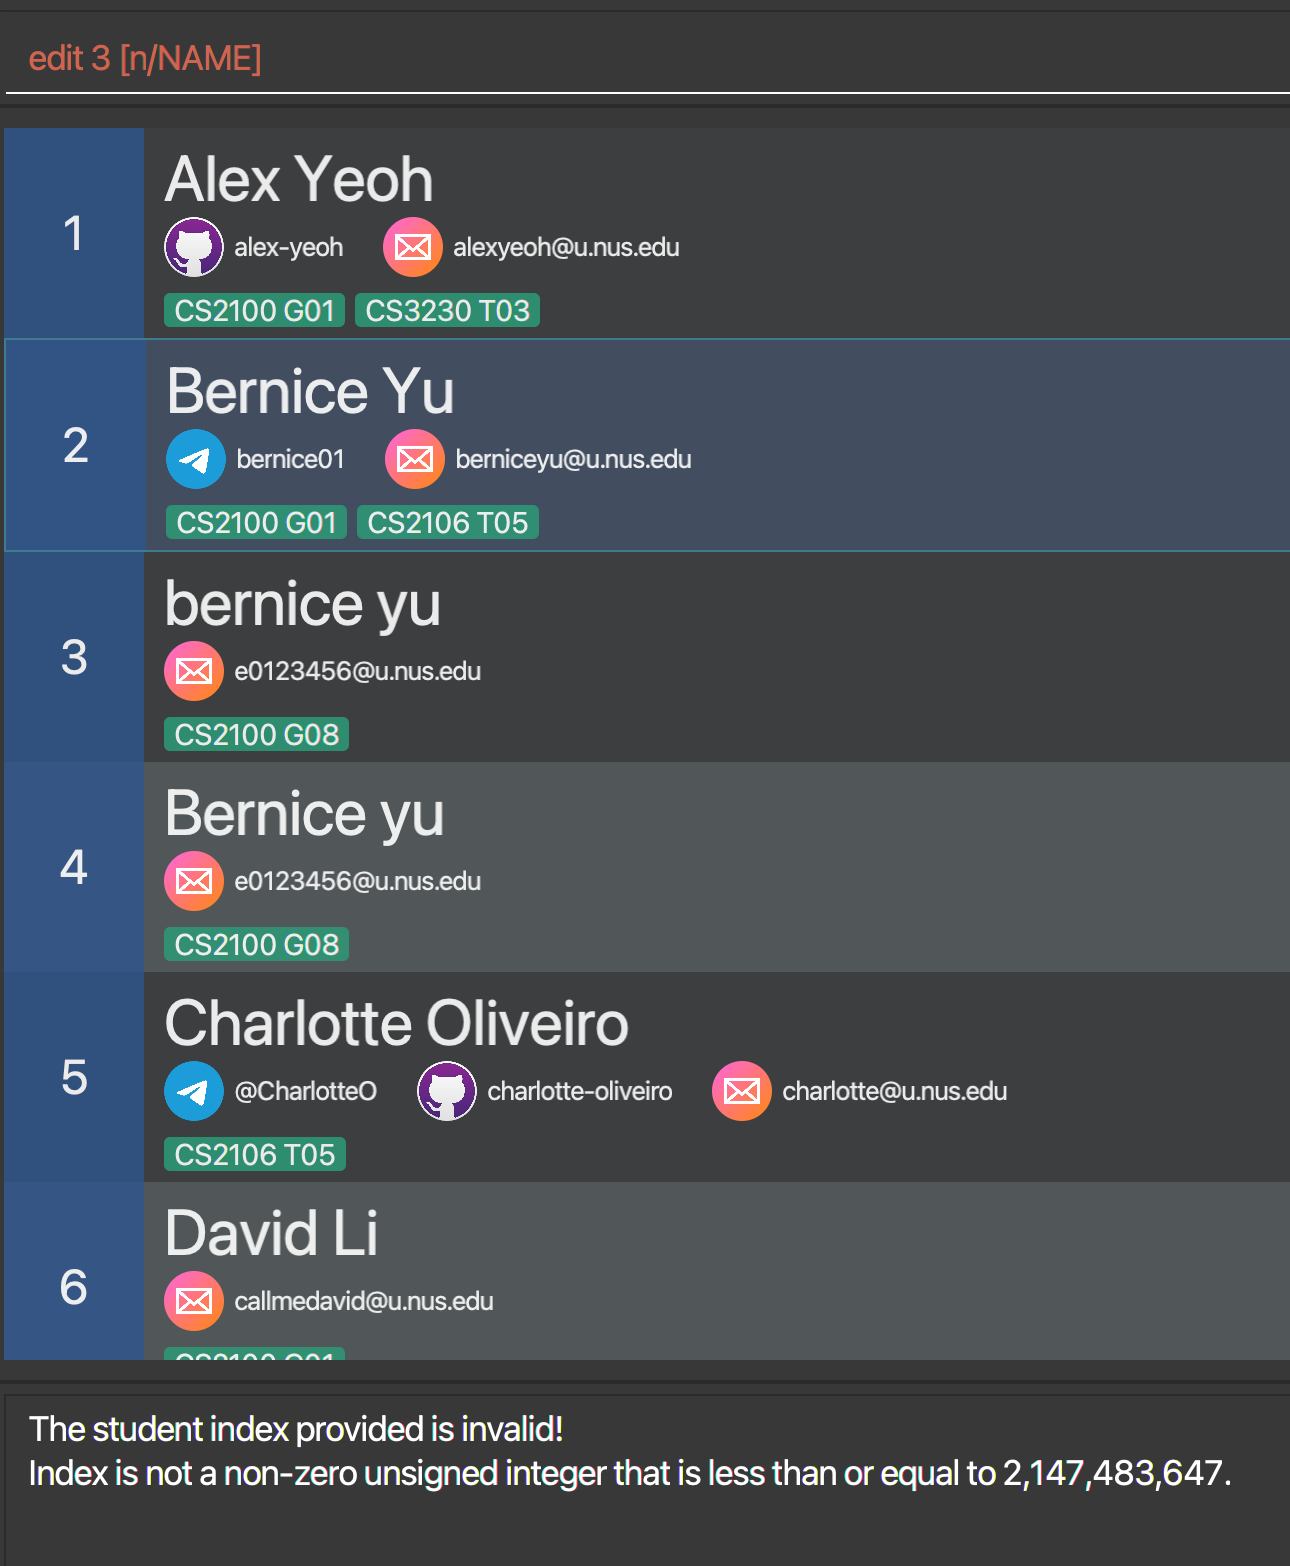 edit 3 [n/NAME]
1
Alex Yeoh
alex-yeoh alexyeoh@u.nus.edu
CS2100 G01 CS3230 T03
2
Bernice Yu
bernice01 berniceyu@u.nus.edu
CS2100 G01 CS2106 T05
3
bernice yu
e0123456@u.nus.edu
CS2100 G08
4
Bernice yu
e0123456@u.nus.edu
CS2100 G08
5
Charlotte Oliveiro
@CharlotteO charlotte-oliveiro charlotte@u.nus.edu
CS2106 T05
6
David Li
callmedavid@u.nus.edu
CS2100 G01
The student index provided is invalid!
Index is not a non-zero unsigned integer that is less than or equal to 2,147,483,647.